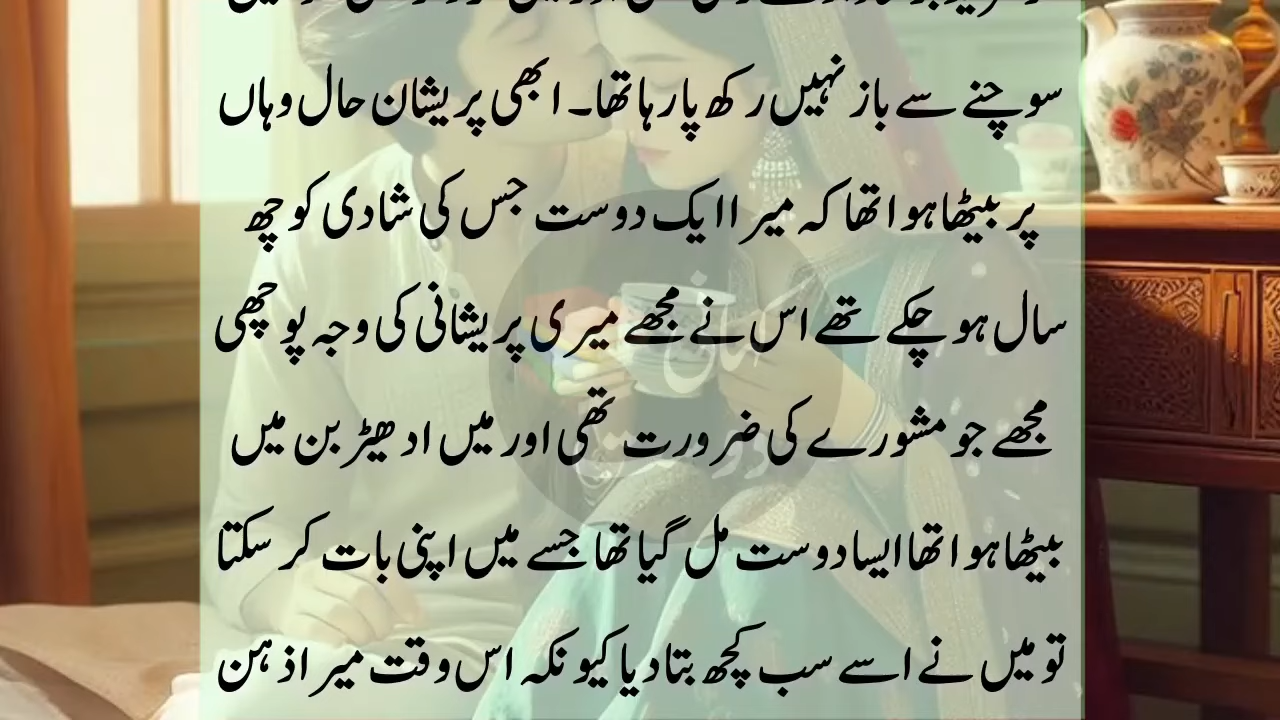 سوچنے سے باز نہیں رکھ پا رہا تھا۔ ابھی پریشان حال وہاں
پر بیٹھا ہوا تھا کہ میرا ایک دوست جس کی شادی کو چھ
سال ہو چکے تھے اس نے مجھے میری پریشانی کی وجہ پوچھی
مجھے جو مشورے کی ضرورت تھی اور میں ادھیڑ بن میں
بیٹھا ہوا تھا ایسا دوست مل گیا تھا جسے میں اپنی بات کر سکتا
تو میں نے اسے سب کچھ بتا دیا کیونکہ اس وقت میرا ذہن